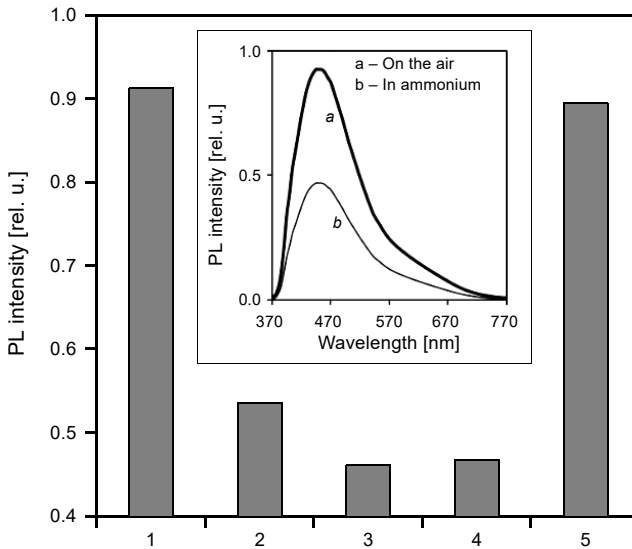 1.0
0.9
0.8
0.7
0.6
0.5
0.4
PL intensity [rel. u.]
1 2 3 4 5
1.0
0.5
0.0
PL intensity [rel. u.]
a – On the air
b – In ammonium
a
b
370 470 570 670 770
Wavelength [nm]